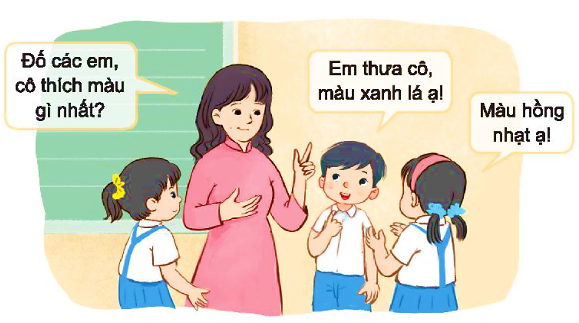 Đố các em,
cô thích màu
gì nhất?
Em thưa cô,
màu xanh lá ạ!
Màu hồng
nhạt ạ!